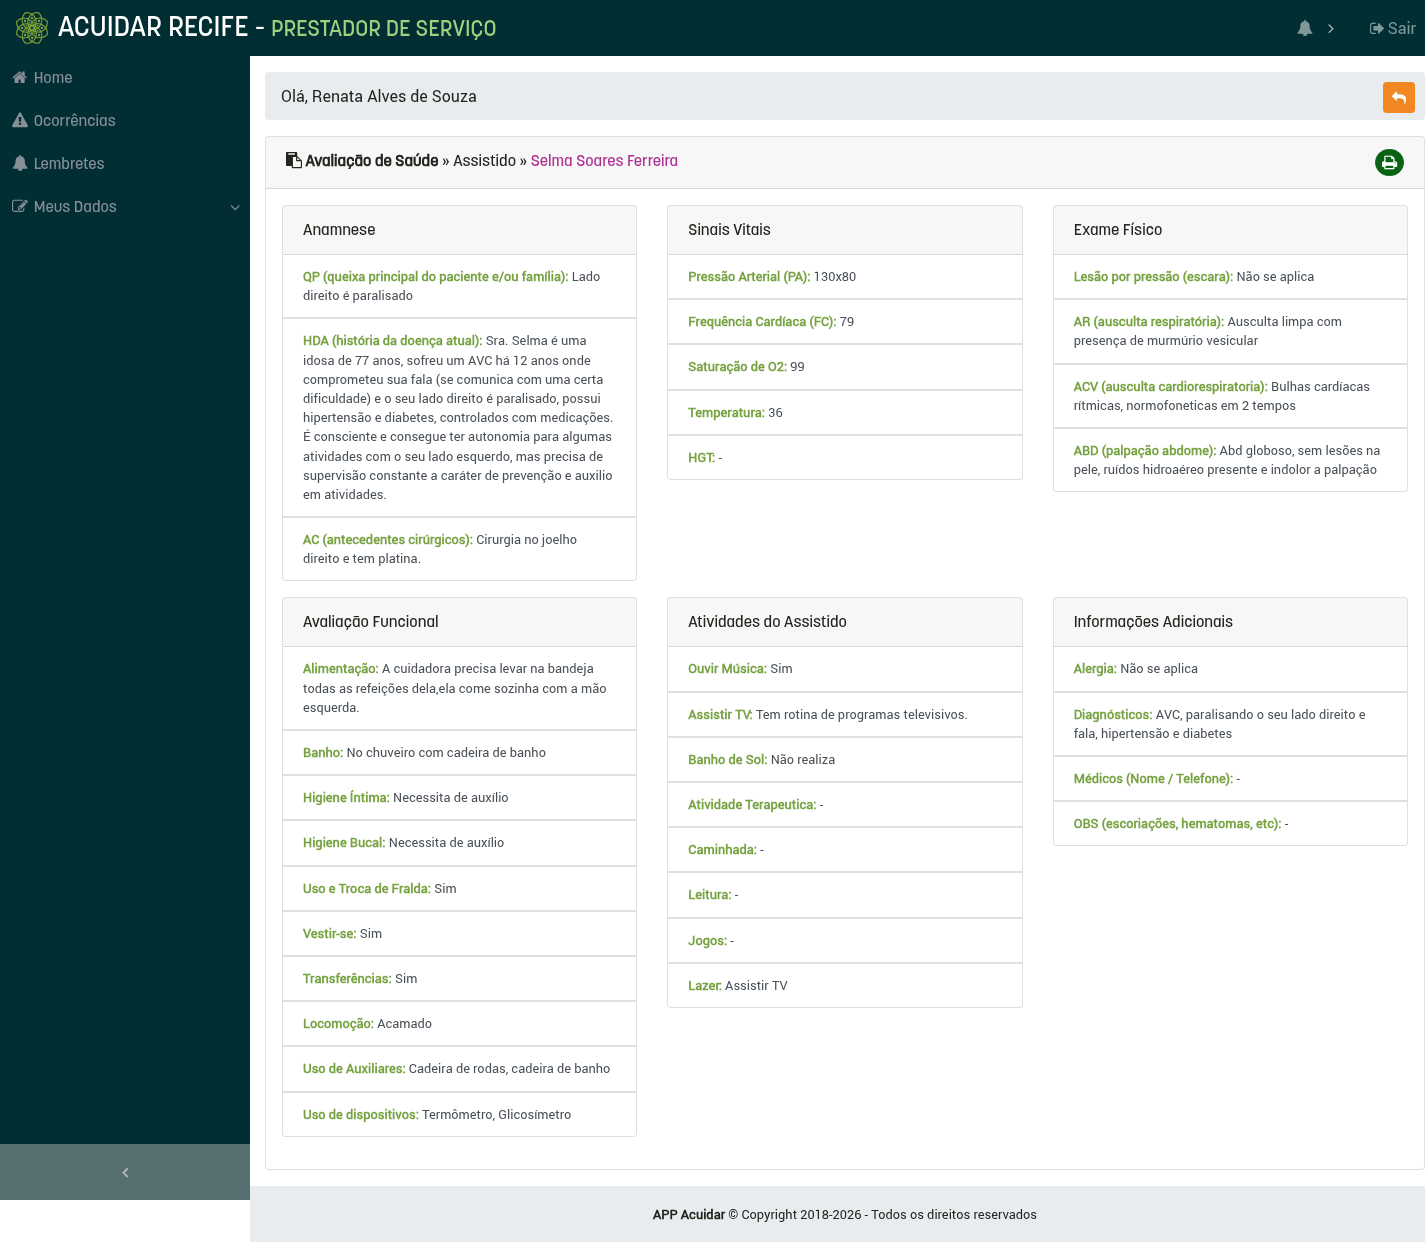 ACUIDAR RECIFE - PRESTADOR DE SERVIÇO
Sair
Home
Ocorrências
Lembretes
Meus Dados
Olá, Renata Alves de Souza
Avaliação de Saúde » Assistido » Selma Soares Ferreira
Anamnese
QP (queixa principal do paciente e/ou família): Lado
direito é paralisado
HDA (história da doença atual): Sra. Selma é uma
idosa de 77 anos, sofreu um AVC há 12 anos onde
comprometeu sua fala (se comunica com uma certa
dificuldade) e o seu lado direito é paralisado, possui
hipertensão e diabetes, controlados com medicações.
É consciente e consegue ter autonomia para algumas
atividades com o seu lado esquerdo, mas precisa de
supervisão constante a caráter de prevenção e auxilio
em atividades.
AC (antecedentes cirúrgicos): Cirurgia no joelho
direito e tem platina.
Sinais Vitais
Pressão Arterial (PA): 130x80
Frequência Cardíaca (FC): 79
Saturação de O2: 99
Temperatura: 36
HGT: -
Exame Físico
Lesão por pressão (escara): Não se aplica
AR (ausculta respiratória): Ausculta limpa com
presença de murmúrio vesicular
ACV (ausculta cardiorespiratoria): Bulhas cardíacas
rítmicas, normofoneticas em 2 tempos
ABD (palpação abdome): Abd globoso, sem lesões na
pele, ruídos hidroaéreo presente e indolor a palpação
Avaliação Funcional
Alimentação: A cuidadora precisa levar na bandeja
todas as refeições dela,ela come sozinha com a mão
esquerda.
Banho: No chuveiro com cadeira de banho
Higiene Íntima: Necessita de auxílio
Higiene Bucal: Necessita de auxílio
Uso e Troca de Fralda: Sim
Vestir-se: Sim
Transferências: Sim
Locomoção: Acamado
Uso de Auxiliares: Cadeira de rodas, cadeira de banho
Uso de dispositivos: Termômetro, Glicosímetro
Atividades do Assistido
Ouvir Música: Sim
Assistir TV: Tem rotina de programas televisivos.
Banho de Sol: Não realiza
Atividade Terapeutica: -
Caminhada: -
Leitura: -
Jogos: -
Lazer: Assistir TV
Informações Adicionais
Alergia: Não se aplica
Diagnósticos: AVC, paralisando o seu lado direito e
fala, hipertensão e diabetes
Médicos (Nome / Telefone): -
OBS (escoriações, hematomas, etc): -
APP Acuidar © Copyright 2018-2026 - Todos os direitos reservados